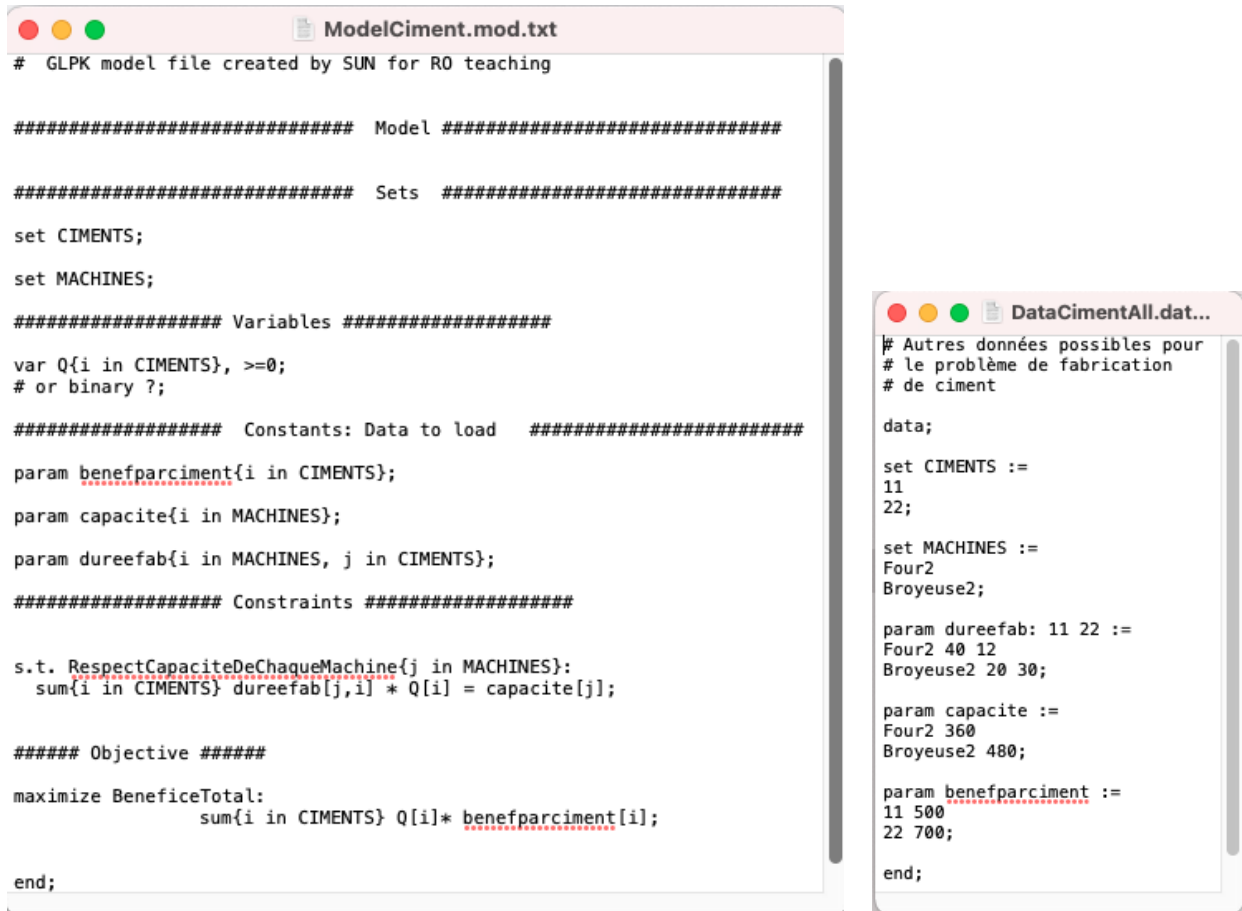 ModelCiment.mod.txt
#  GLPK model file created by SUN for RO teaching
###############################  Model ###############################
###############################  Sets  ###############################
set CIMENTS;
set MACHINES;
################### Variables ###################
var Q{i in CIMENTS}, >=0;
# or binary ?;
###################  Constants: Data to load   #########################
param benefparciment{i in CIMENTS};
param capacite{i in MACHINES};
param dureefab{i in MACHINES, j in CIMENTS};
################### Constraints ###################
s.t. RespectCapaciteDeChaqueMachine{j in MACHINES}:
  sum{i in CIMENTS} dureefab[j,i] * Q[i] = capacite[j];
###### Objective ######
maximize BeneficeTotal:
                 sum{i in CIMENTS} Q[i]* benefparciment[i];
end;
DataCimentAll.dat...
# Autres données possibles pour
# le problème de fabrication
# de ciment
data;
set CIMENTS :=
11
22;
set MACHINES :=
Four2
Broyeuse2;
param dureefab: 11 22 :=
Four2 40 12
Broyeuse2 20 30;
param capacite :=
Four2 360
Broyeuse2 480;
param benefparciment :=
11 500
22 700;
end;